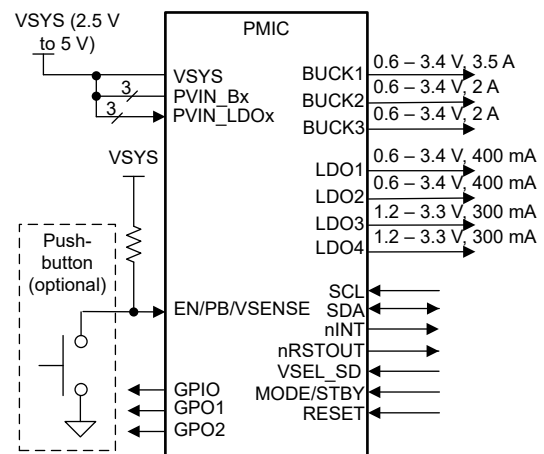 VSYS (2.5 V
to 5 V)
PMIC
VSYS
PVIN_Bx
PVIN_LDOx
3
3
VSYS
Push-
button
(optional)
EN/PB/VSENSE
GPIO
GPO1
GPO2
BUCK1
0.6 – 3.4 V, 3.5 A
BUCK2
0.6 – 3.4 V, 2 A
BUCK3
0.6 – 3.4 V, 2 A
LDO1
0.6 – 3.4 V, 400 mA
LDO2
0.6 – 3.4 V, 400 mA
LDO3
1.2 – 3.3 V, 300 mA
LDO4
1.2 – 3.3 V, 300 mA
SCL
SDA
nINT
nRSTOUT
VSEL_SD
MODE/STBY
RESET